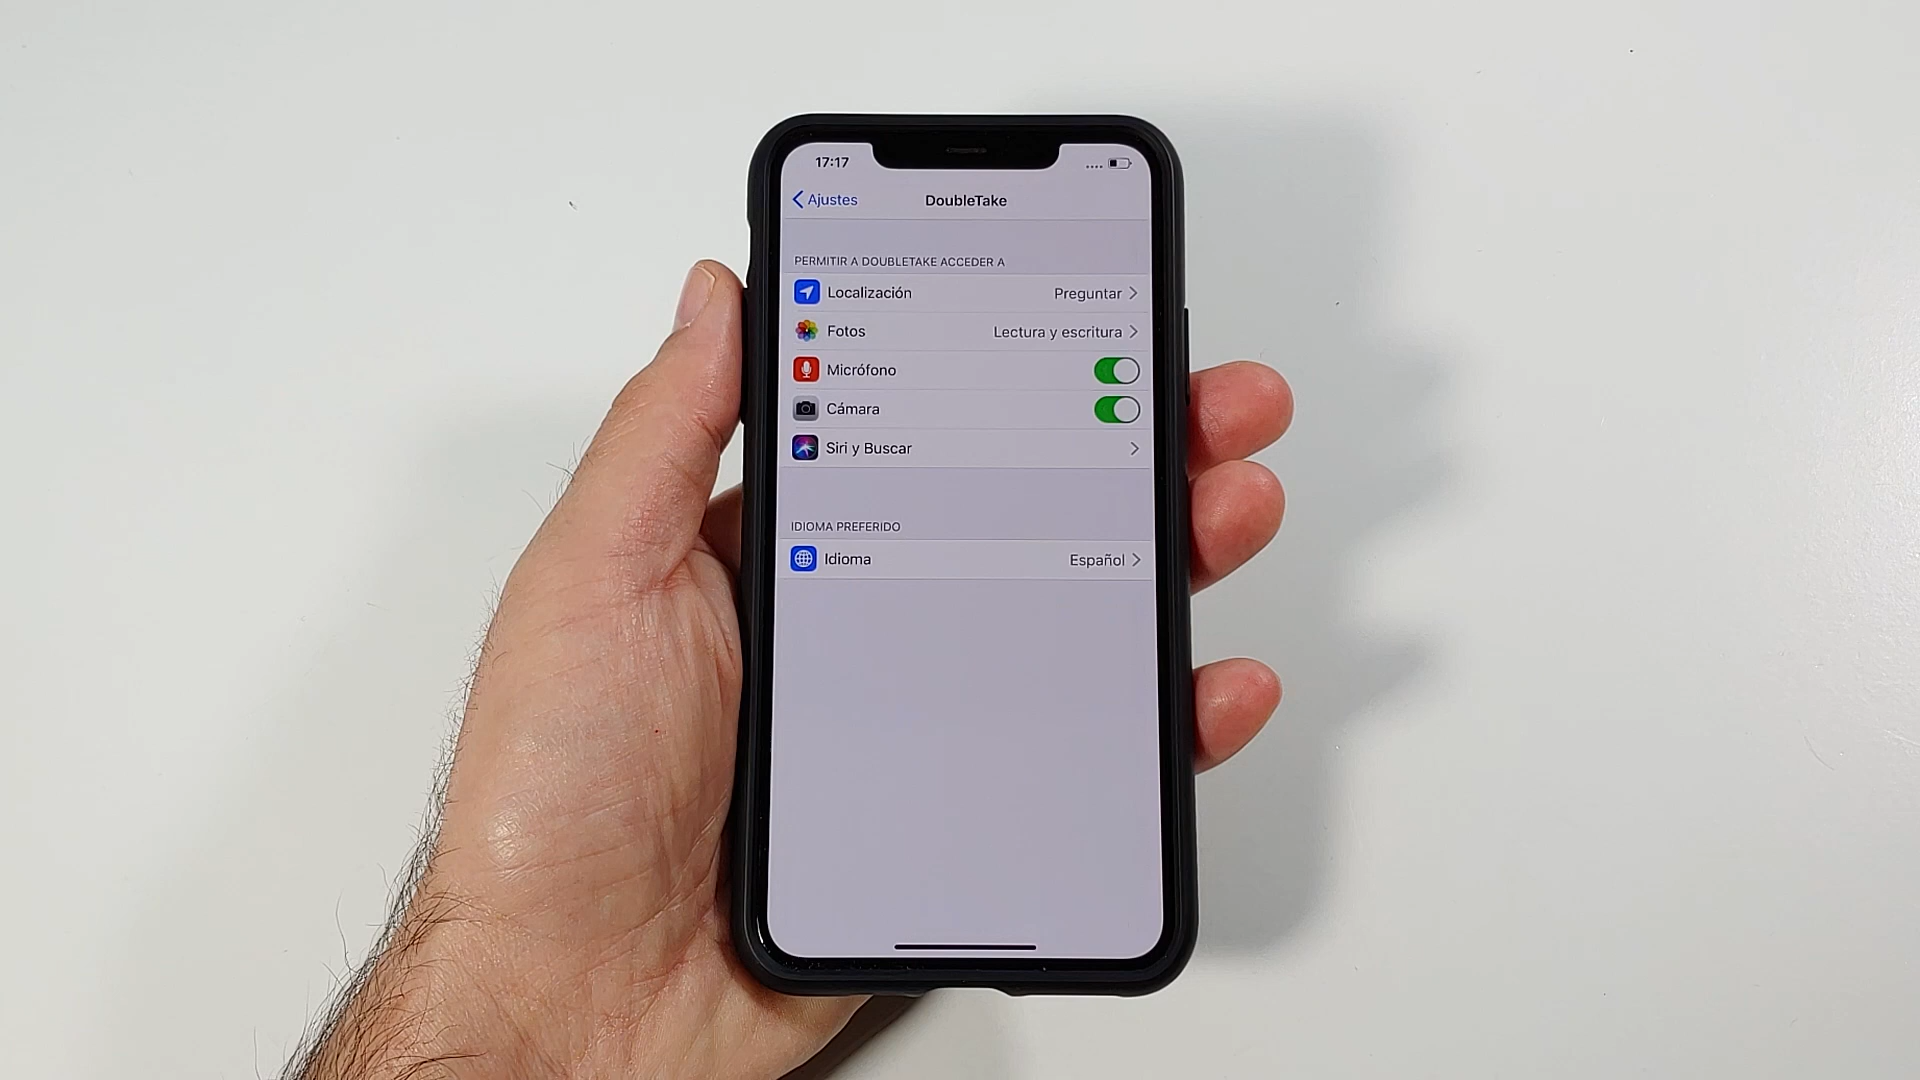 17:17
Ajustes DoubleTake
PERMITIR A DOUBLETAKE ACCEDER A
Localización Preguntar
Fotos Lectura y escritura
Micrófono
Cámara
Siri y Buscar
IDIOMA PREFERIDO
Idioma Español